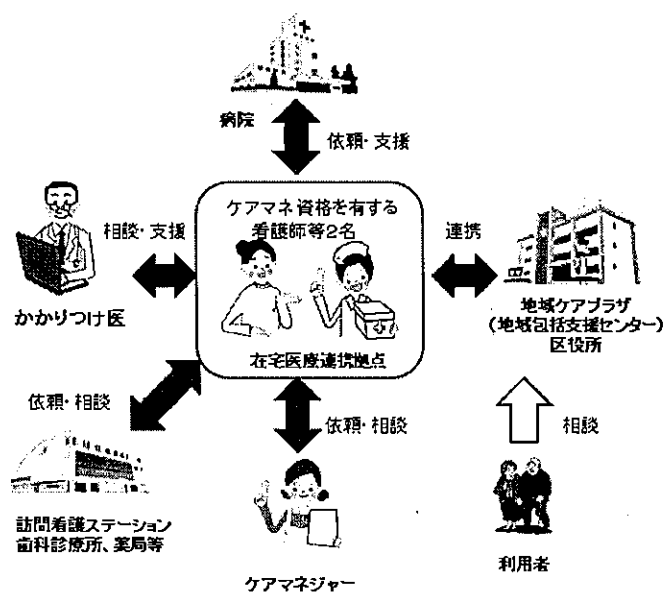 病院
依頼・支援
ケアマネ資格を有する
看護師等2名
在宅医療連携拠点
相談・支援
かかりつけ医
連携
地域ケアプラザ
(地域包括支援センター)
区役所
依頼・相談
訪問看護ステーション
歯科診療所、薬局等
依頼・相談
ケアマネジャー
相談
利用者